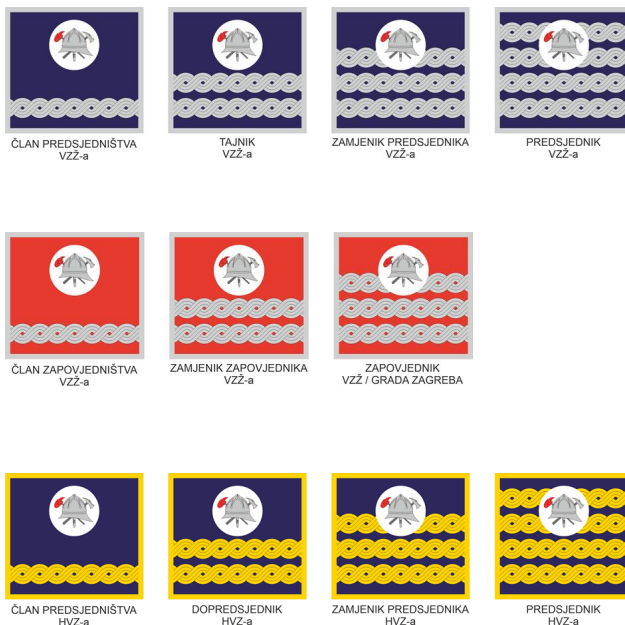 ČLAN PREDSJEDNIŠTVA
VZŽ-a
TAJNIK
VZŽ-a
ZAMJENIK PREDSJEDNIKA
VZŽ-a
PREDSJEDNIK
VZŽ-a
ČLAN ZAPOVJEDNIŠTVA
VZŽ-a
ZAMJENIK ZAPOVJEDNIKA
VZŽ-a
ZAPOVJEDNIK
VZŽ / GRADA ZAGREBA
ČLAN PREDSJEDNIŠTVA
HVZ-a
DOPREDSJEDNIK
HVZ-a
ZAMJENIK PREDSJEDNIKA
HVZ-a
PREDSJEDNIK
HVZ-a